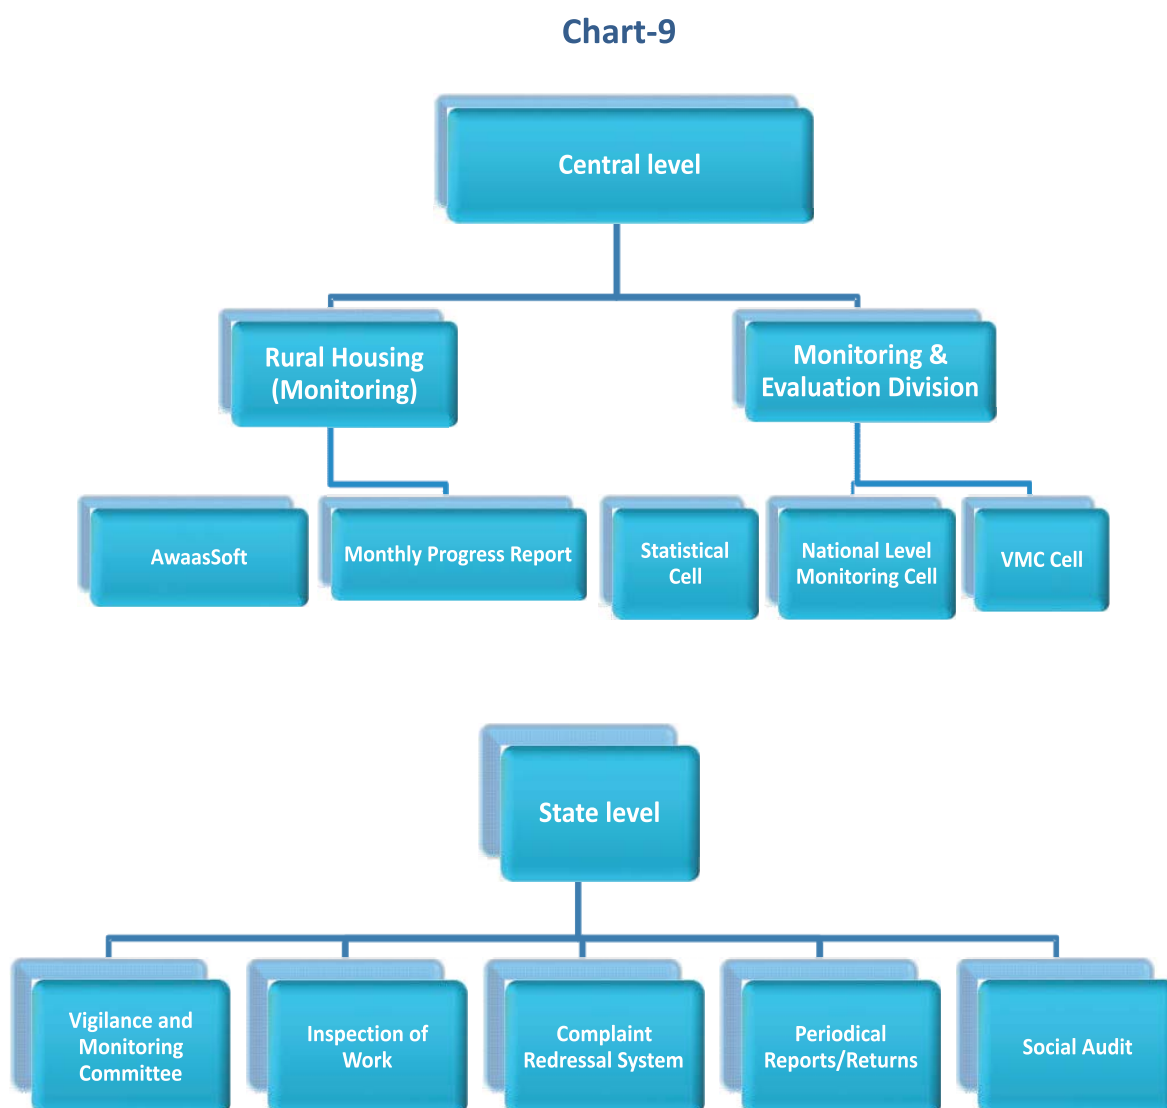 Chart-9
Central level
Rural Housing
(Monitoring)
Monitoring &
Evaluation Division
AwaasSoft
Monthly Progress Report
Statistical
Cell
National Level
Monitoring Cell
VMC Cell
State level
Vigilance and
Monitoring
Committee
Inspection of
Work
Complaint
Redressal System
Periodical
Reports/Returns
Social Audit